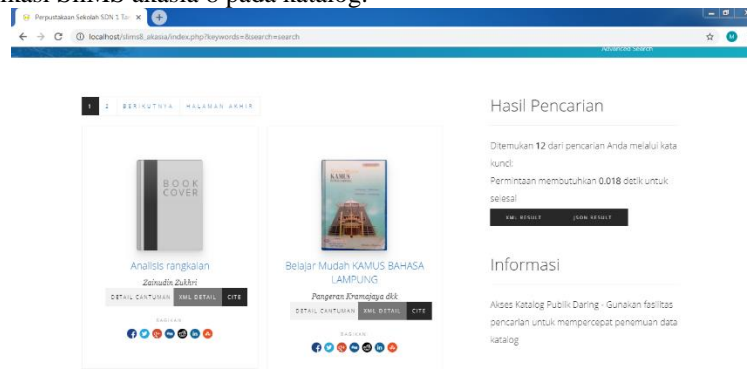 Perpustakaan Sekolah SDN 1
localhost/slims8_akasia/index.php?keywords=&search=search
M
Advanced Search
1 2 BERIKUTNYA HALAMAN AKHIR
BOOK
COVER
KAMUS
Analisis rangkaian
Zainudin Zukhri
DETAIL CANTUMAN XML DETAIL CITE
BAGIKAN
Belajar Mudah KAMUS BAHASA
LAMPUNG
Pangeran Kramajaya dkk
DETAIL CANTUMAN XML DETAIL CITE
BAGIKAN
Hasil Pencarian
Ditemukan 12 dari pencarian Anda melalui kata
kunci:
Permintaan membutuhkan 0.018 detik untuk
selesai
XML RESULT JSON RESULT
Informasi
Akses Katalog Publik Daring - Gunakan fasilitas
pencarian untuk mempercepat penemuan data
katalog